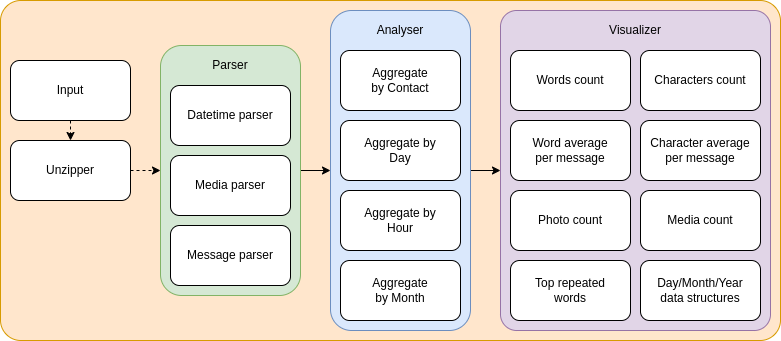 Input
Unzipper
Parser
Datetime parser
Media parser
Message parser
Analyser
Aggregate
by Contact
Aggregate by
Day
Aggregate by
Hour
Aggregate
by Month
Visualizer
Words count
Characters count
Word average
per message
Character average
per message
Photo count
Media count
Top repeated
words
Day/Month/Year
data structures